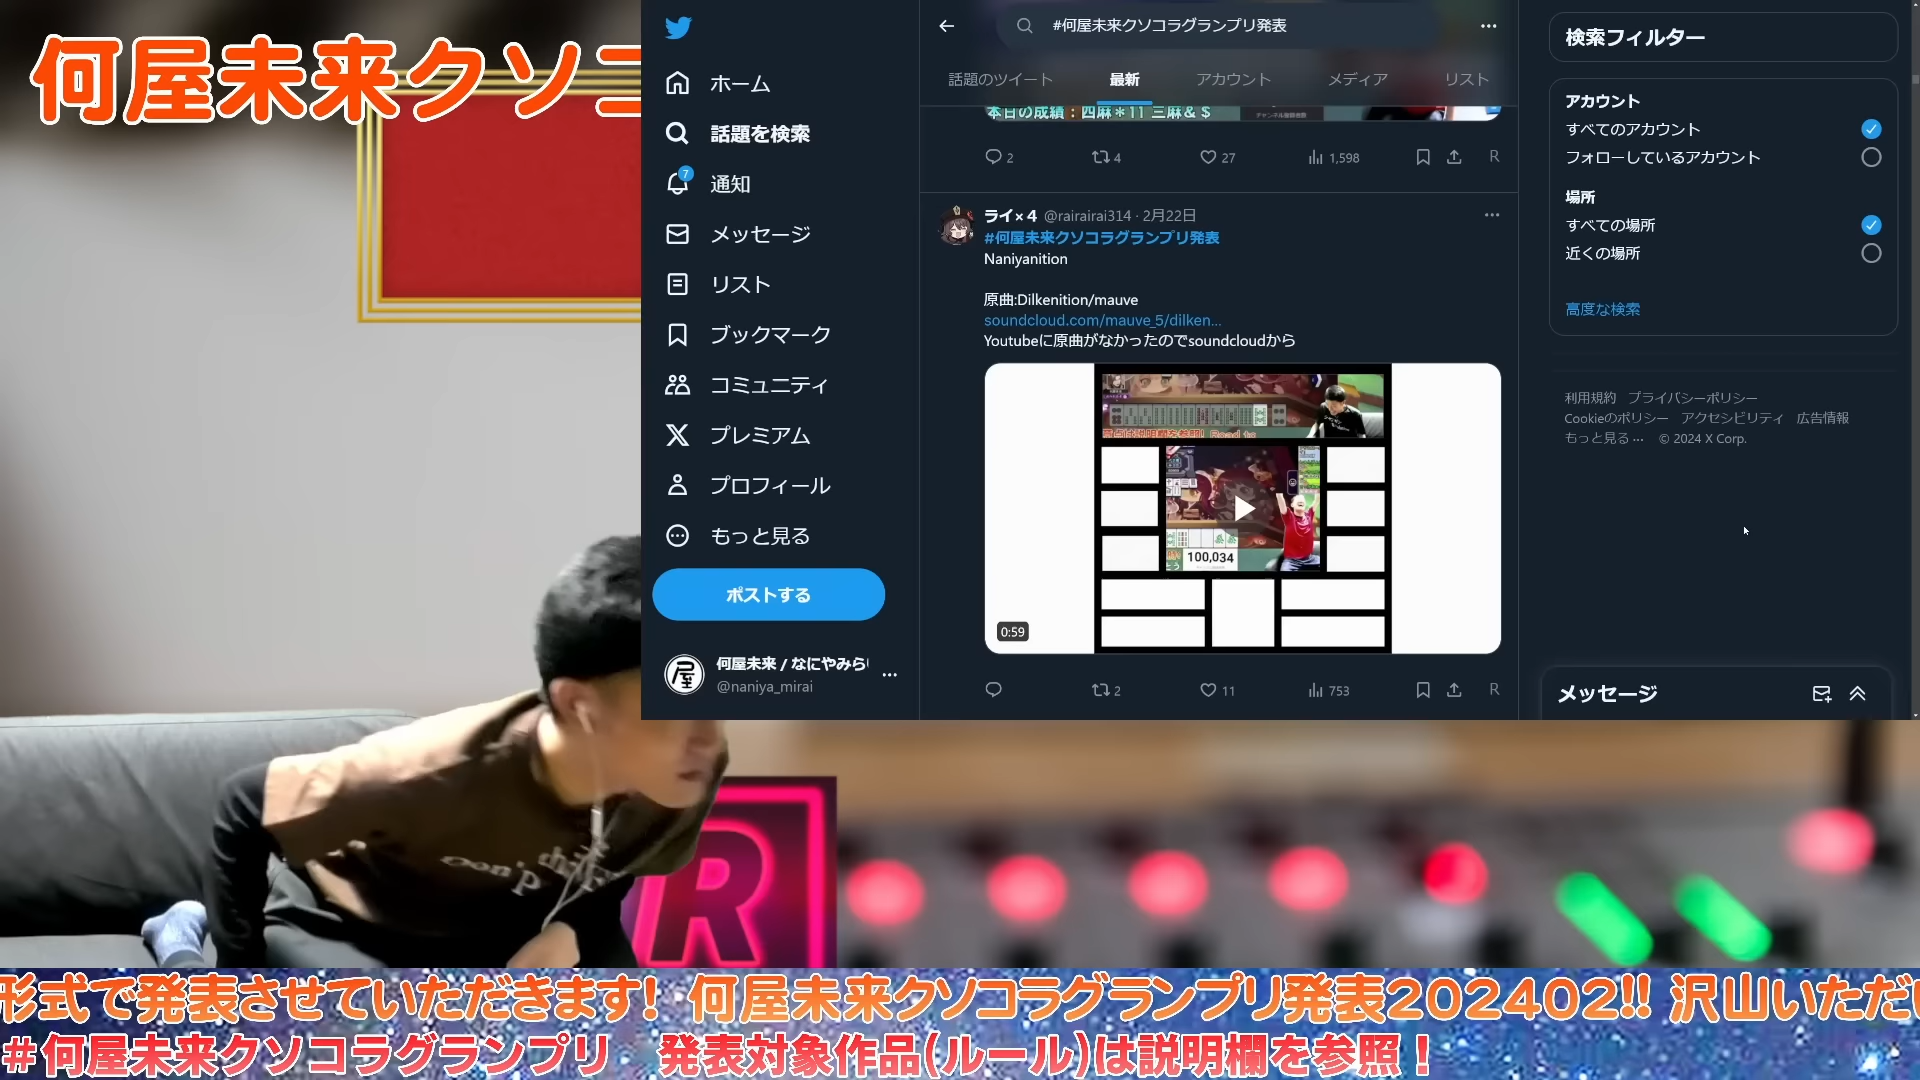 何屋未来クソコ
ホーム
話題を検索
7
通知
メッセージ
リスト
ブックマーク
コミュニティ
プレミアム
プロフィール
もっと見る
ポストする
何屋未来 / なにやみら
@naniya_mirai
#何屋未来クソコラグランプリ発表
話題のツイート
最新
アカウント
メディア
リスト
本日の成績：四麻＊11 三麻＆$
2
4
27
1,598
R
ライ×４ @rairairai314 · 2月22日
#何屋未来クソコラグランプリ発表
Naniyanition
原曲:Dilkenition/mauve
soundcloud.com/mauve_5/dilken...
Youtubeに原曲がなかったのでsoundcloudから
100,034
0:59
2
11
753
R
検索フィルター
アカウント
すべてのアカウント
フォローしているアカウント
場所
すべての場所
近くの場所
高度な検索
利用規約 プライバシーポリシー
Cookieのポリシー アクセシビリティ 広告情報
もっと見る ··· © 2024 X Corp.
メッセージ
Don't think
R
形式で発表させていただきます! 何屋未来クソコラグランプリ発表202402!! 沢山いただい
#何屋未来クソコラグランプリ 発表対象作品(ルール)は説明欄を参照！